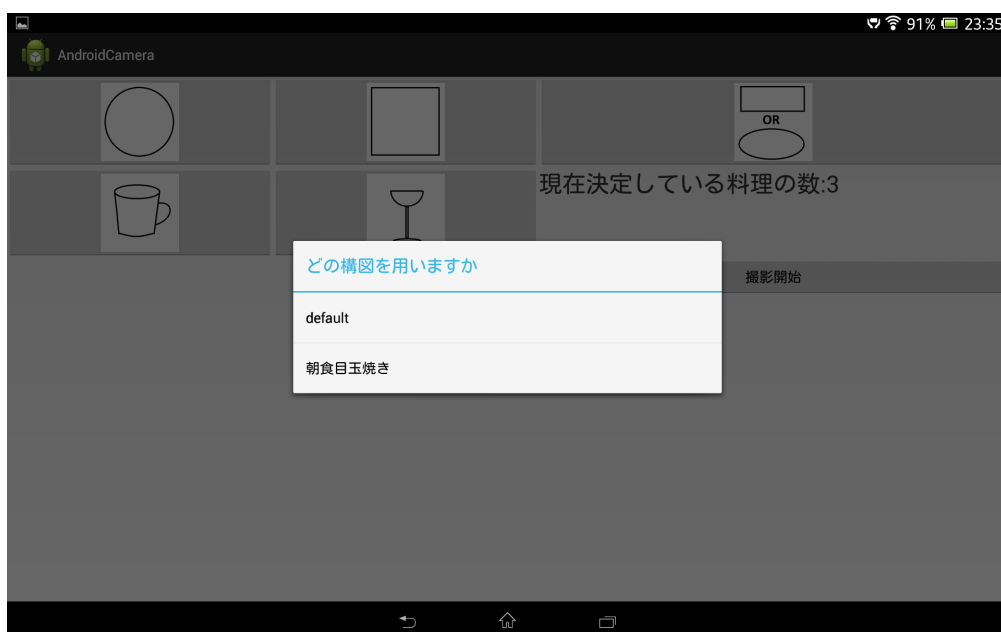 91% 23:35
AndroidCamera
OR
現在決定している料理の数:3
どの構図を用いますか
撮影開始
default
朝食目玉焼き